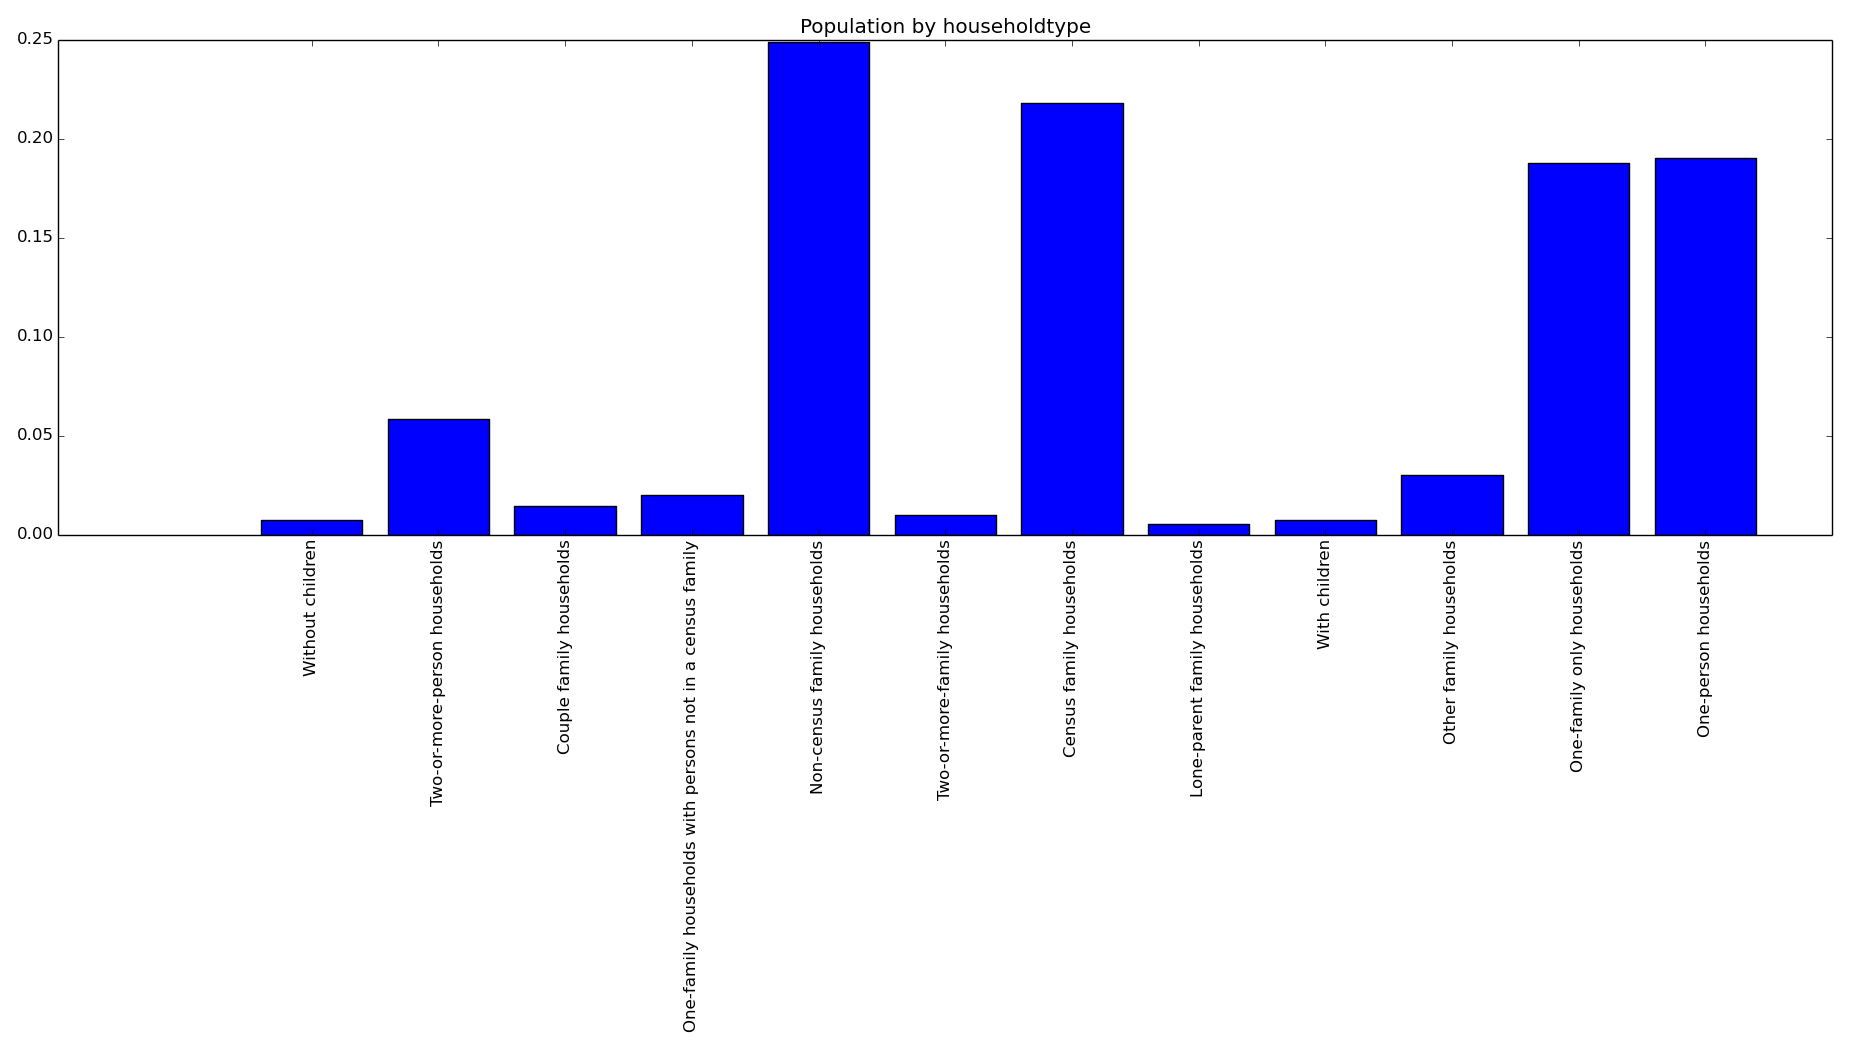 Population by householdtype
0.25
0.20
0.15
0.10
0.05
0.00
Without children
Two-or-more-person households
Couple family households
One-family households with persons not in a census family
Non-census family households
Two-or-more-family households
Census family households
Lone-parent family households
With children
Other family households
One-family only households
One-person households